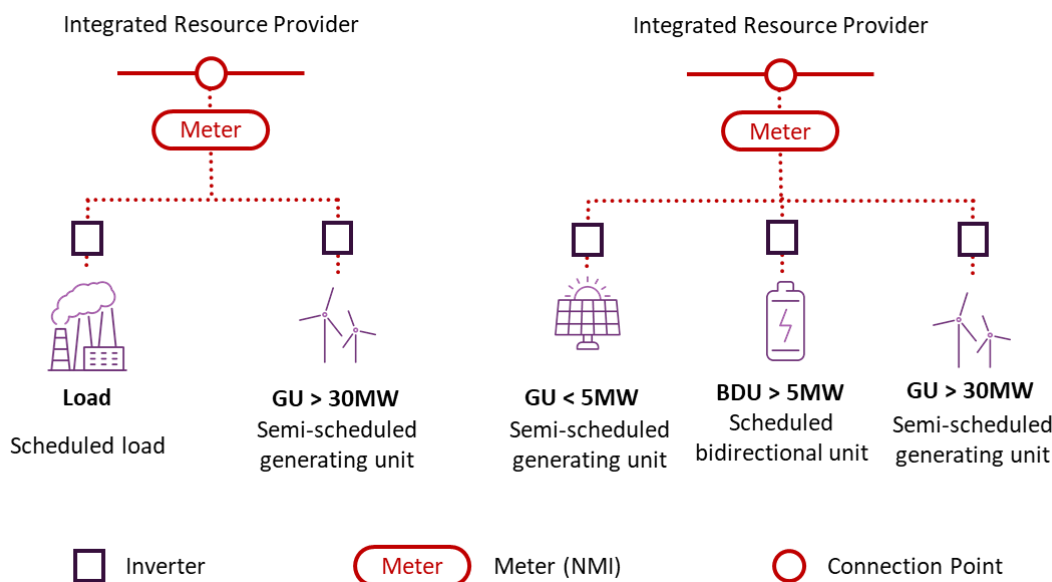 Integrated Resource Provider
Meter
Load
Scheduled load
GU > 30MW
Semi-scheduled
generating unit
Integrated Resource Provider
Meter
GU < 5MW
Semi-scheduled
generating unit
BDU > 5MW
Scheduled
bidirectional unit
GU > 30MW
Semi-scheduled
generating unit
Inverter
Meter
Meter (NMI)
Connection Point